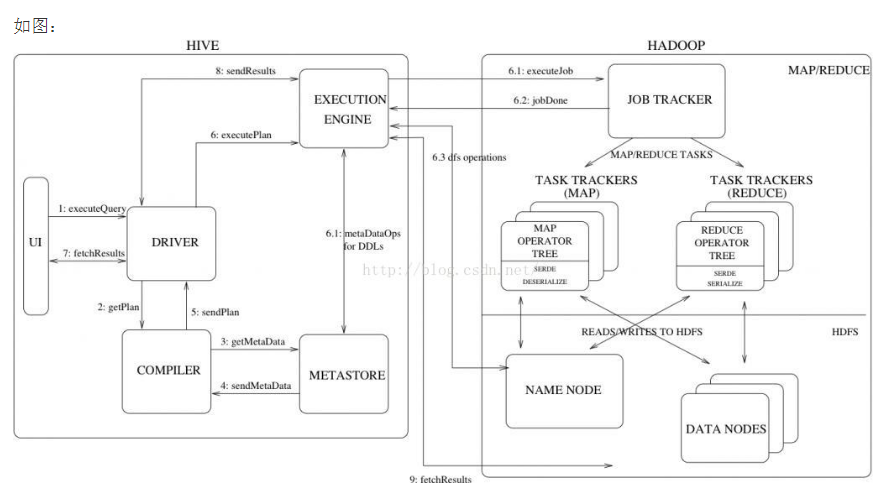 如图：
HIVE
HADOOP
MAP/REDUCE
8: sendResults
EXECUTION
ENGINE
6.1: executeJob
6.2: jobDone
JOB TRACKER
6: executePlan
6.3 dfs operations
MAP/REDUCE TASKS
TASK TRACKERS
(MAP)
TASK TRACKERS
(REDUCE)
UI
1: executeQuery
7: fetchResults
DRIVER
6.1: metaDataOps
for DDLs
MAP
OPERATOR
TREE
SERDE
DESERIALIZE
REDUCE
OPERATOR
TREE
SERDE
SERIALIZE
http://blog.csdn.net/
2: getPlan
5: sendPlan
READS/WRITES TO HDFS
HDFS
COMPILER
3: getMetaData
4: sendMetaData
METASTORE
NAME NODE
DATA NODES
9: fetchResults